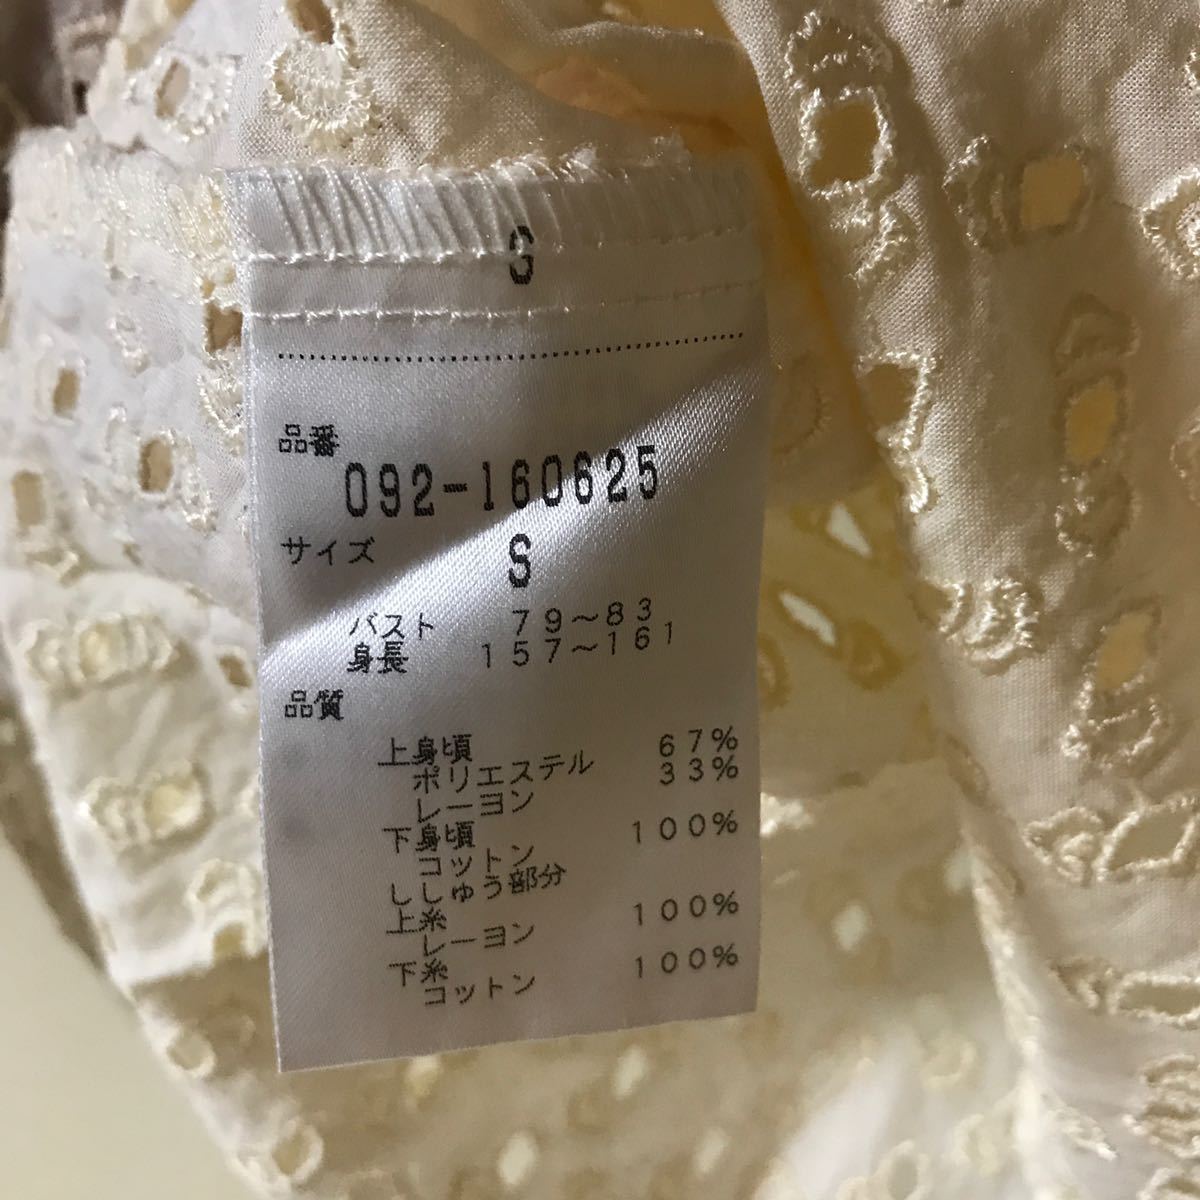 S
品番
092-160625
サイズ S
バスト 79~83
身長 157~161
品質
上身頃
ポリエステル 67%
レーヨン 33%
下身頃
コットン 100%
ししゅう部分
上糸
レーヨン 100%
下糸
コットン 100%